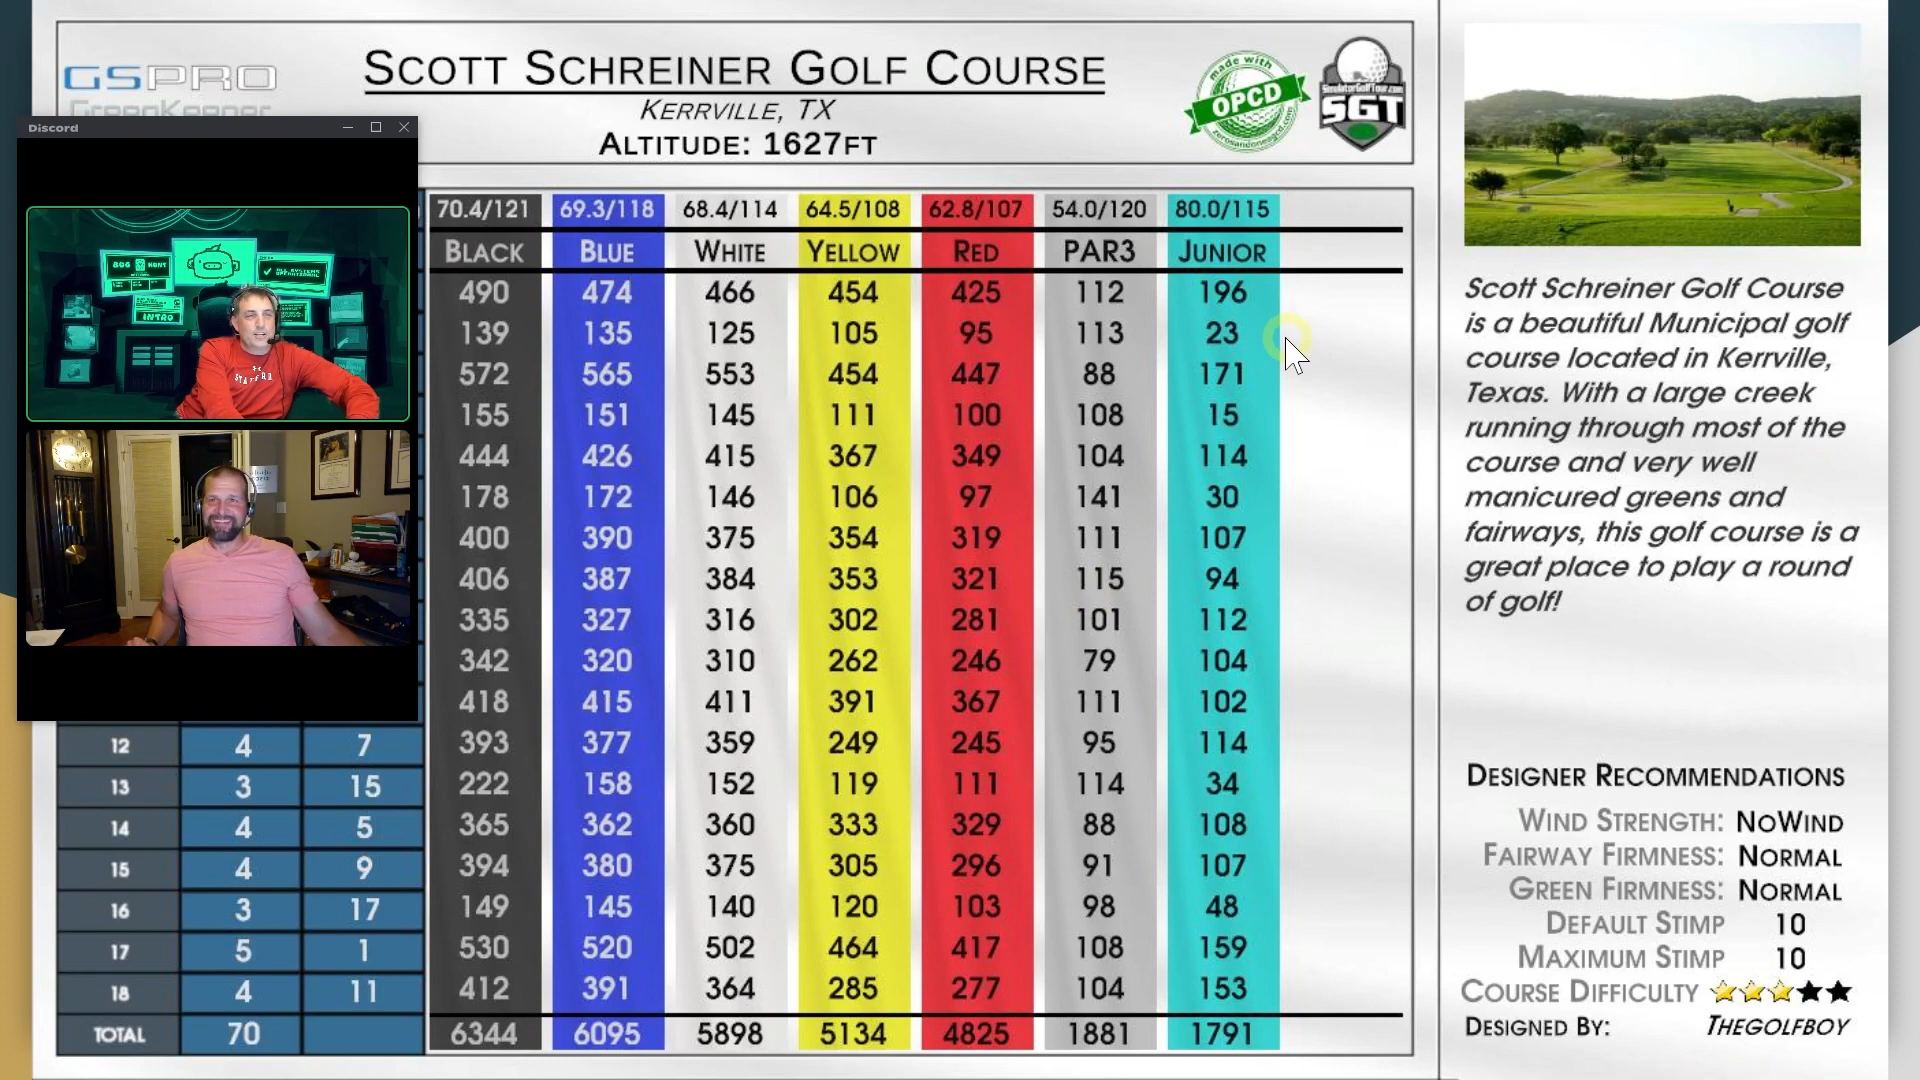 GSPRO
GreenKeeper
SCOTT SCHREINER GOLF COURSE
KERRVILLE, TX
ALTITUDE: 1627FT
made with
OPCD
zerosandonesgcd.com
SimulatorGolfTour.com
SGT
Discord
806 HUNT
INTRO
ALL SYSTEMS OPERATIONAL
70.4/121 69.3/118 68.4/114 64.5/108 62.8/107 54.0/120 80.0/115
BLACK BLUE WHITE YELLOW RED PAR3 JUNIOR
490 474 466 454 425 112 196
139 135 125 105 95 113 23
572 565 553 454 447 88 171
155 151 145 111 100 108 15
444 426 415 367 349 104 114
178 172 146 106 97 141 30
400 390 375 354 319 111 107
406 387 384 353 321 115 94
335 327 316 302 281 101 112
342 320 310 262 246 79 104
418 415 411 391 367 111 102
12 4 7 393 377 359 249 245 95 114
13 3 15 222 158 152 119 111 114 34
14 4 5 365 362 360 333 329 88 108
15 4 9 394 380 375 305 296 91 107
16 3 17 149 145 140 120 103 98 48
17 5 1 530 520 502 464 417 108 159
18 4 11 412 391 364 285 277 104 153
TOTAL 70 6344 6095 5898 5134 4825 1881 1791
Scott Schreiner Golf Course
is a beautiful Municipal golf
course located in Kerrville,
Texas. With a large creek
running through most of the
course and very well
manicured greens and
fairways, this golf course is a
great place to play a round
of golf!
DESIGNER RECOMMENDATIONS
WIND STRENGTH: NOWIND
FAIRWAY FIRMNESS: NORMAL
GREEN FIRMNESS: NORMAL
DEFAULT STIMP 10
MAXIMUM STIMP 10
COURSE DIFFICULTY
DESIGNED BY: THEGOLFBOY